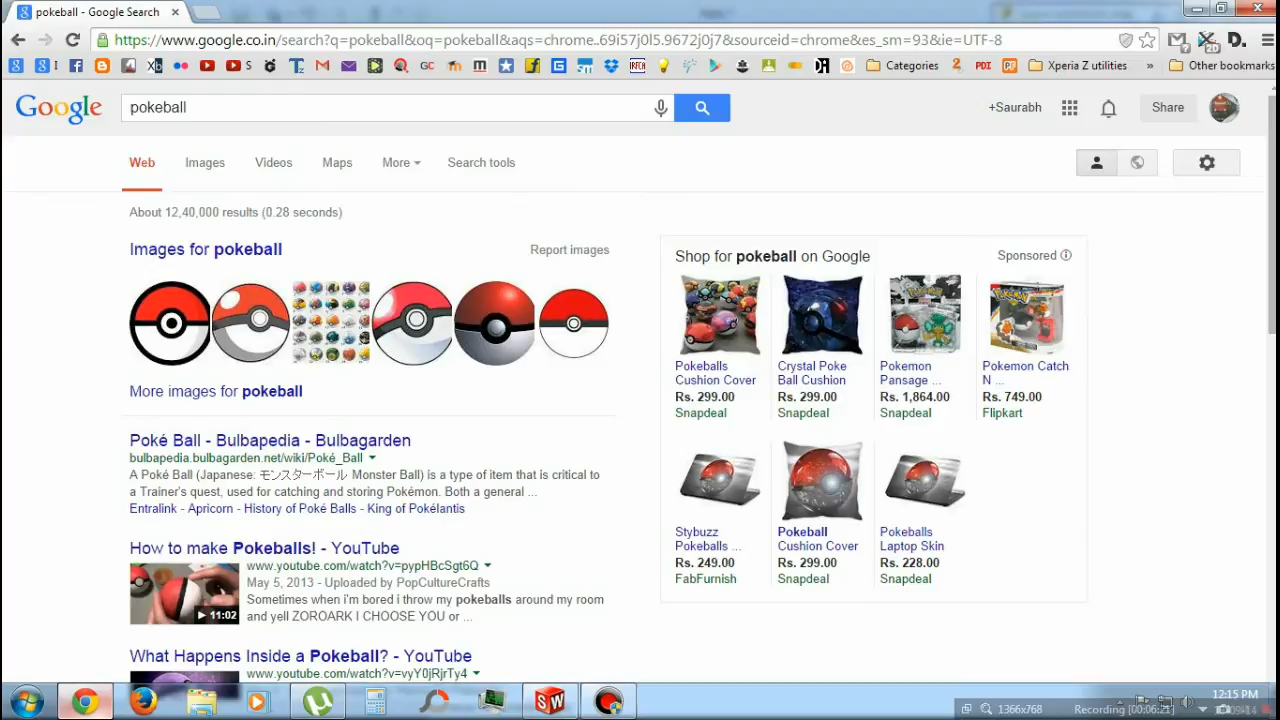 pokeball - Google Search
https://www.google.co.in/search?q=pokeball&oq=pokeball&aqs=chrome..69i57j0l5.9672j0j7&sourceid=chrome&es_sm=93&ie=UTF-8
Categories
Xperia Z utilities
»
Other bookmarks
Google
pokeball
+Saurabh
Share
Web Images Videos Maps More Search tools
About 12,40,000 results (0.28 seconds)
Images for pokeball
Report images
More images for pokeball
Poké Ball - Bulbapedia - Bulbagarden
bulbapedia.bulbagarden.net/wiki/Poké_Ball
A Poké Ball (Japanese: モンスターボール Monster Ball) is a type of item that is critical to
a Trainer's quest, used for catching and storing Pokémon. Both a general ...
Entralink - Apricorn - History of Poké Balls - King of Pokélantis
How to make Pokeballs! - YouTube
www.youtube.com/watch?v=pypHBcSgt6Q
May 5, 2013 - Uploaded by PopCultureCrafts
Sometimes when i'm bored i throw my pokeballs around my room
and yell ZOROARK I CHOOSE YOU or ...
11:02
What Happens Inside a Pokeball? - YouTube
www.youtube.com/watch?v=vyY0jRjrTy4
Shop for pokeball on Google
Sponsored
Pokeballs
Cushion Cover
Rs. 299.00
Snapdeal
Crystal Poke
Ball Cushion
Rs. 299.00
Snapdeal
Pokemon
Pansage ...
Rs. 1,864.00
Snapdeal
Pokemon Catch
N ...
Rs. 749.00
Flipkart
Stybuzz
Pokeballs ...
Rs. 249.00
FabFurnish
Pokeball
Cushion Cover
Rs. 299.00
Snapdeal
Pokeballs
Laptop Skin
Rs. 228.00
Snapdeal
12:15 PM
1366x768
Recording [00:06:21]